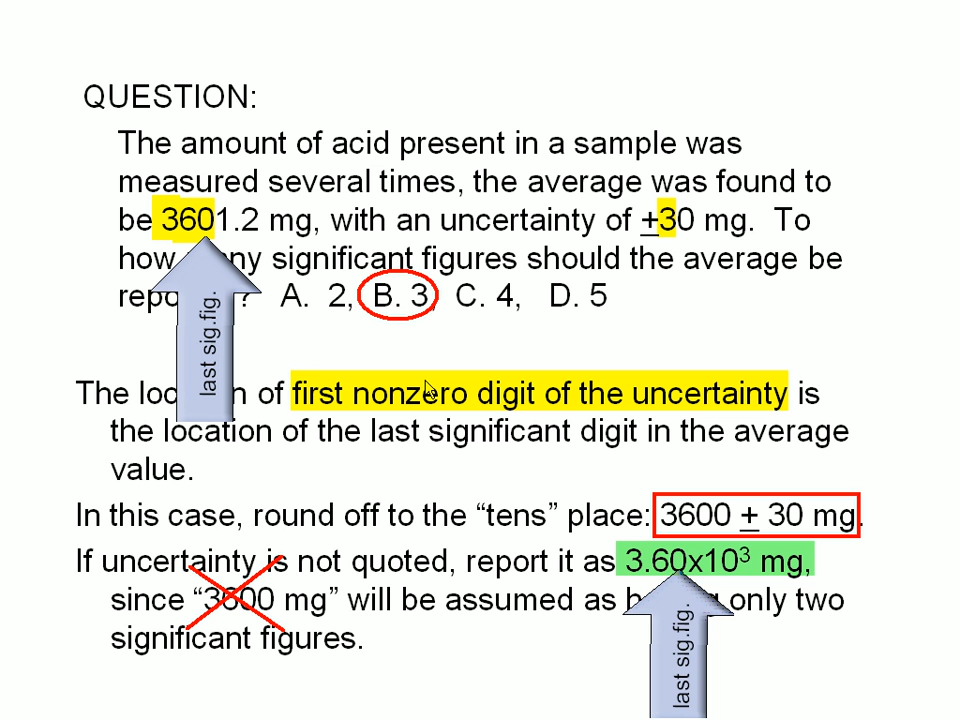 QUESTION:
The amount of acid present in a sample was
measured several times, the average was found to
be 3601.2 mg, with an uncertainty of ±30 mg. To
how many significant figures should the average be
reported? A. 2, B. 3, C. 4, D. 5
last sig.fig.
The location of first nonzero digit of the uncertainty is
the location of the last significant digit in the average
value.
In this case, round off to the “tens” place: 3600 ± 30 mg.
If uncertainty is not quoted, report it as 3.60x10³ mg,
since “3600 mg” will be assumed as having only two
significant figures.
last sig.fig.